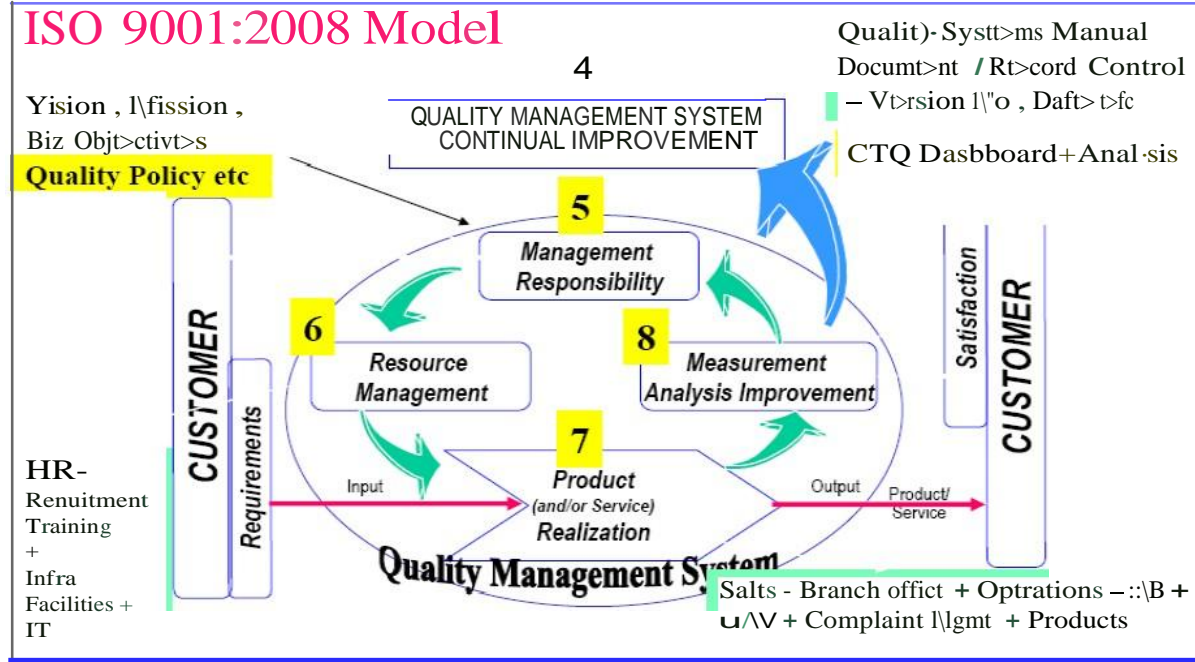 ISO 9001:2008 Model
Qualit)-Systt>ms Manual
Documt>nt / Rt>cord Control
– Vt>rsion l\"o , Daft> t>fc
CTQ Dasbboard+Anal·sis
4
QUALITY MANAGEMENT SYSTEM
CONTINUAL IMPROVEMENT
Yision , l\fission ,
Biz Objt>ctivt>s
Quality Policy etc
5
Management
Responsibility
6
Resource
Management
8
Measurement
Analysis Improvement
7
Product
(and/or Service)
Realization
CUSTOMER
Requirements
Input
Output
Product/
Service
Satisfaction
CUSTOMER
Quality Management System
HR-
Renuitment
Training
+
Infra
Facilities +
IT
Salts - Branch offict + Optrations –::\B +
+ Complaint l\lgmt + Products